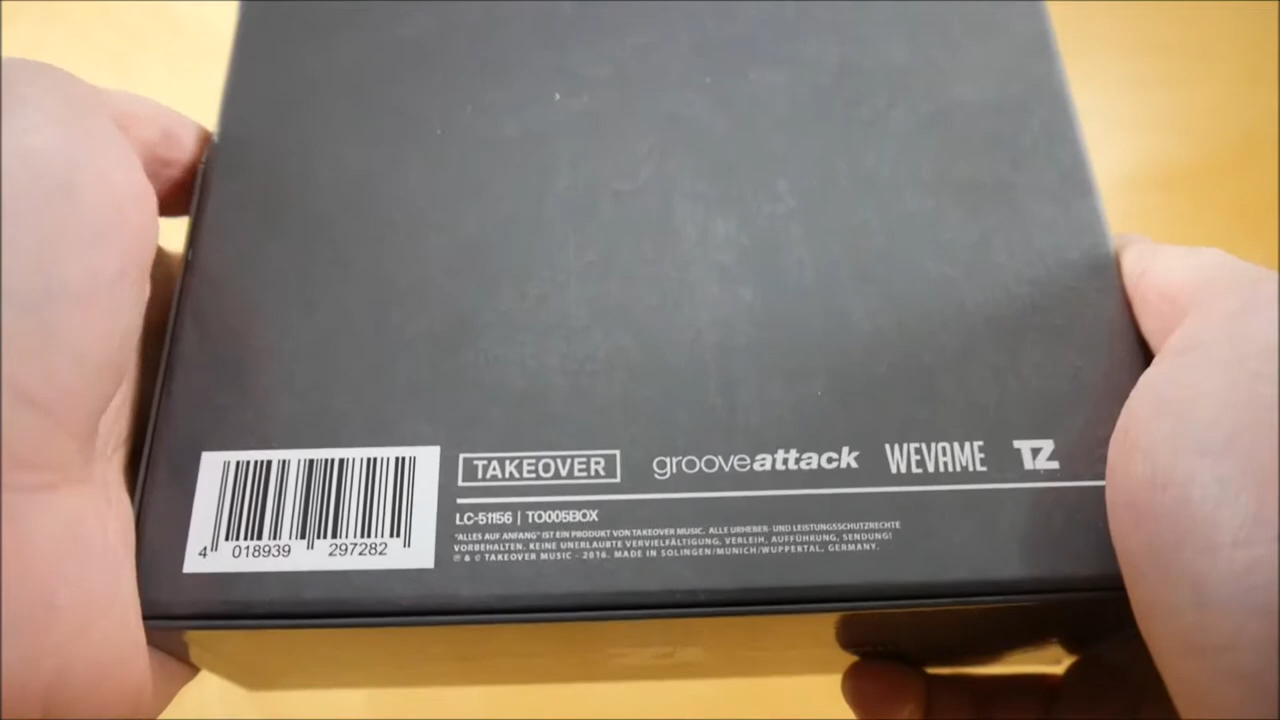 TAKEOVER grooveattack WEVAME TZ
LC-51156 | TO005BOX
"ALLES AUF ANFANG" IST EIN PRODUKT VON TAKEOVER MUSIC. ALLE URHEBER- UND LEISTUNGSSCHUTZRECHTE
VORBEHALTEN. KEINE UNERLAUBTE VERVIELFÄLTIGUNG, VERLEIH, AUFFÜHRUNG, SENDUNG!
℗ & © TAKEOVER MUSIC - 2016. MADE IN SOLINGEN/MUNICH/WUPPERTAL, GERMANY.
4 018939 297282